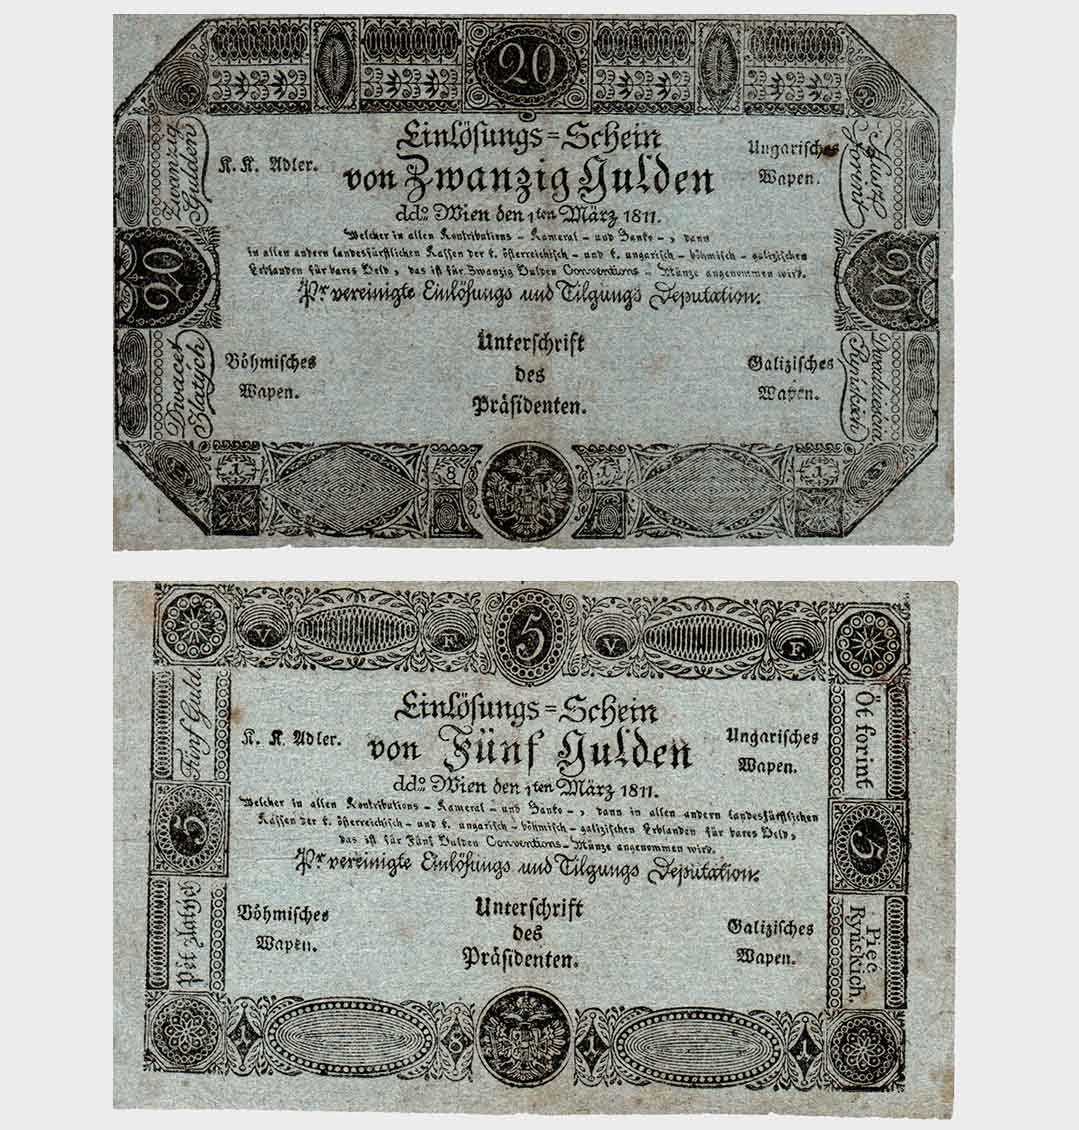 20
Einlösungs=Schein
K. K. Adler.
Ungarisches
Wapen.
von Zwanzig Gulden
ddo. Wien den 1ten März 1811.
Welcher in allen Kontributions - Kameral - und Banko - , dann
in allen andern landesfürstlichen Kassen der k. österreichisch - und k. ungarisch - böhmisch - galizischen
Erblanden für bares Geld, das ist für Zwanzig Gulden Conventions - Münze angenommen wird.
Pr vereinigte Einlösungs und Tilgungs Deputation.
Zwanzig
Gulden
forint
20
20
Böhmisches
Wapen.
Unterschrift
des
Präsidenten.
Galizisches
Wapen.
Dwacet
Zlatých
Dwadzieścia
Ryńskich
1 8 1 1
V F 5 V F.
Einlösungs=Schein
K. K. Adler.
Ungarisches
Wapen.
von Fünf Gulden
ddo. Wien den 1ten März 1811.
Welcher in allen Kontributions - Kameral - und Banko - , dann in allen andern landesfürstlichen
Kassen der k. österreichisch - und k. ungarisch - böhmisch - galizischen Erblanden für bares Geld,
das ist für Fünf Gulden Conventions - Münze angenommen wird.
Pr vereinigte Einlösungs und Tilgungs Deputation.
Fünf Guld
Öt forint
5
5
Böhmisches
Wapen.
Unterschrift
des
Präsidenten.
Galizisches
Wapen.
Pět Zlatých
Piec
Ryńskich.
1 8 1 1